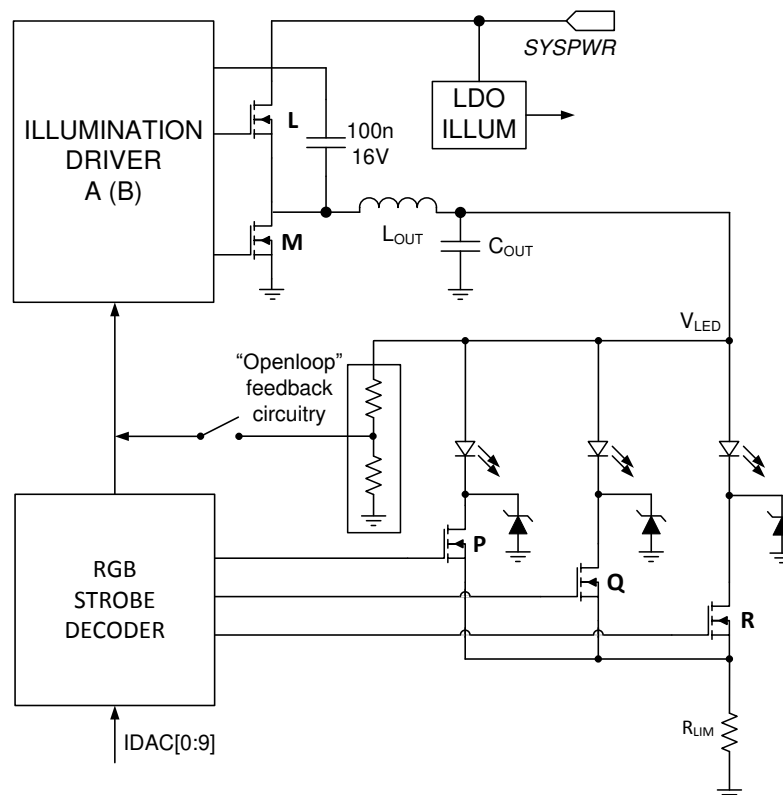 SYSPWR
ILLUMINATION
DRIVER
A (B)
L
100n
16V
LDO
ILLUM
M
LOUT
COUT
VLED
“Openloop”
feedback
circuitry
P
Q
R
RGB
STROBE
DECODER
RLIM
IDAC[0:9]